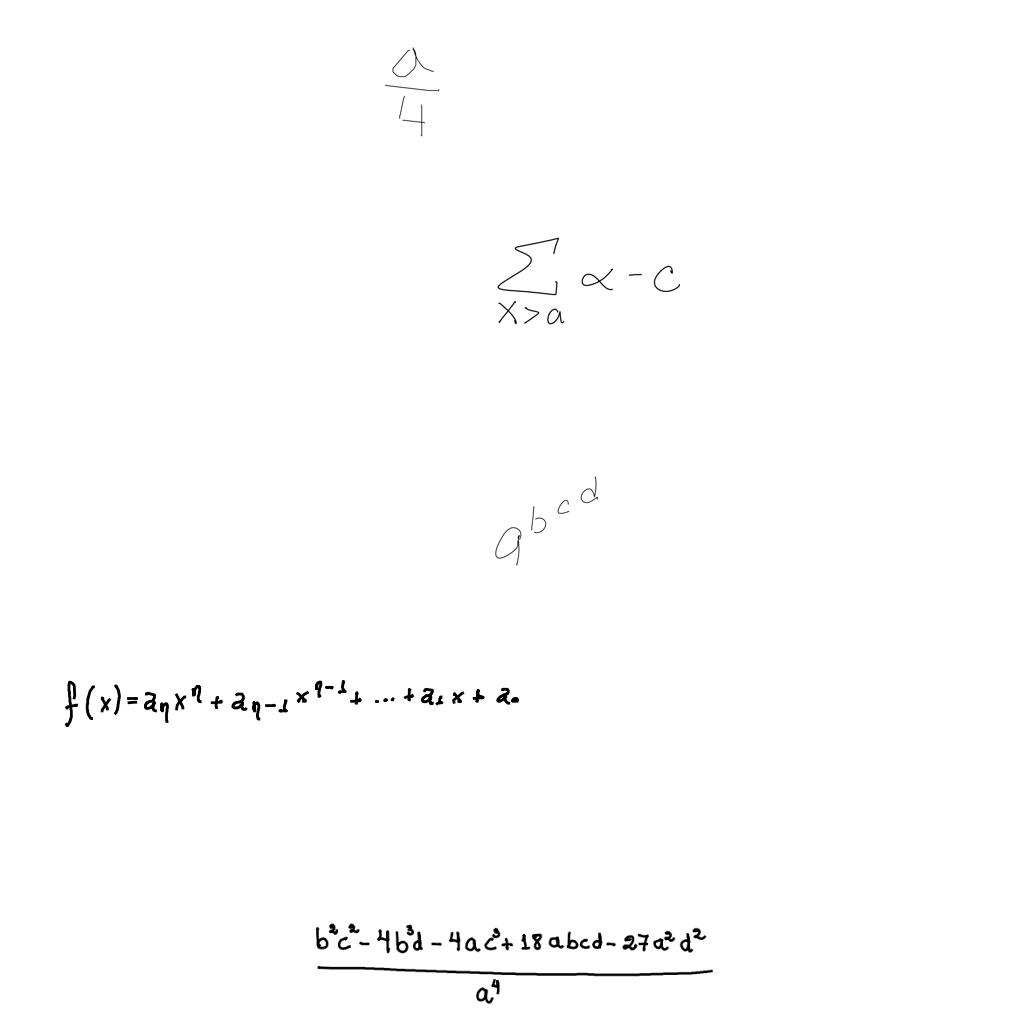 \frac{a}{4}
\sum_{x>a} \alpha - c
a^{b^{c^{d}}}
f(x) = a_n x^n + a_{n-1} x^{n-1} + \ldots + a_1 x + a_0
\frac{b^2c^2 - 4b^3d - 4ac^3 + 18abcd - 27a^2d^2}{a^4}